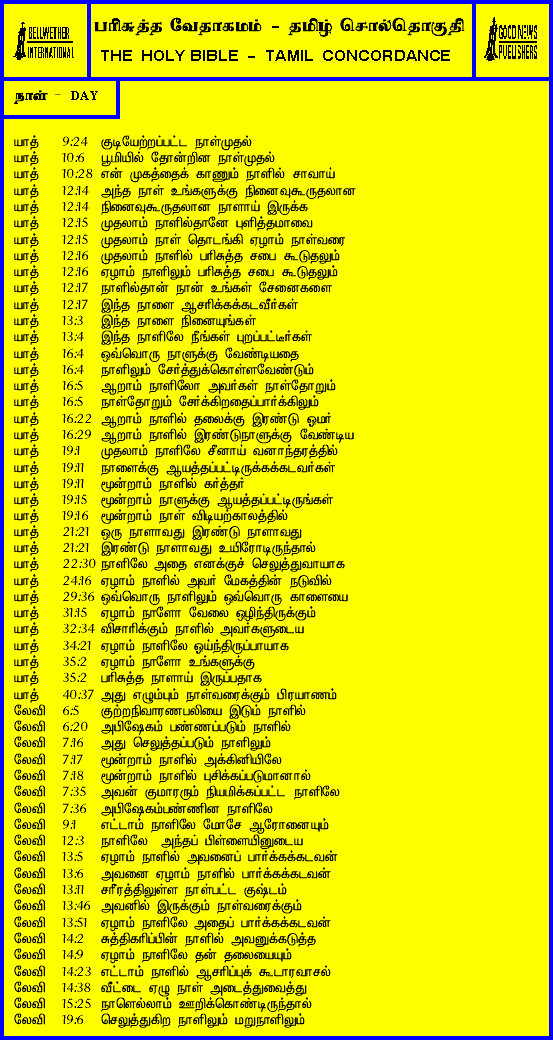 BELLWETHER
INTERNATIONAL
பரிசுத்த வேதாகமம் - தமிழ் சொல்தொகுதி
THE HOLY BIBLE - TAMIL CONCORDANCE
GOOD NEWS
PUBLISHERS
நாள் - DAY
யாத் 9:24 குடியேற்றப்பட்ட நாள்முதல்
யாத் 10:6 பூமியில் தோன்றின நாள்முதல்
யாத் 10:28 என் முகத்தைக் காணும் நாளில் சாவாய்
யாத் 12:14 அந்த நாள் உங்களுக்கு நினைவுகூருதலான
யாத் 12:14 நினைவுகூருதலான நாளாய் இருக்க
யாத் 12:15 முதலாம் நாளில்தானே புளித்தமாவை
யாத் 12:15 முதலாம் நாள் தொடங்கி ஏழாம் நாள்வரை
யாத் 12:16 முதலாம் நாளில் பரிசுத்த சபை கூடுதலும்
யாத் 12:16 ஏழாம் நாளிலும் பரிசுத்த சபை கூடுதலும்
யாத் 12:17 நாளில்தான் நான் உங்கள் சேனைகளை
யாத் 12:17 இந்த நாளை ஆசரிக்கக்கடவீர்கள்
யாத் 13:3 இந்த நாளை நினையுங்கள்
யாத் 13:4 இந்த நாளிலே நீங்கள் புறப்பட்டீர்கள்
யாத் 16:4 ஒவ்வொரு நாளுக்கு வேண்டியதை
யாத் 16:4 நாளிலும் சேர்த்துக்கொள்ளவேண்டும்
யாத் 16:5 ஆறாம் நாளிலோ அவர்கள் நாள்தோறும்
யாத் 16:5 நாள்தோறும் சேர்க்கிறதைப்பார்க்கிலும்
யாத் 16:22 ஆறாம் நாளில் தலைக்கு இரண்டு ஓமர்
யாத் 16:29 ஆறாம் நாளில் இரண்டுநாளுக்கு வேண்டிய
யாத் 19:1 முதலாம் நாளிலே சீனாய் வனாந்தரத்தில்
யாத் 19:11 நாளைக்கு ஆயத்தப்பட்டிருக்கக்கடவர்கள்
யாத் 19:11 மூன்றாம் நாளில் கர்த்தர்
யாத் 19:15 மூன்றாம் நாளுக்கு ஆயத்தப்பட்டிருங்கள்
யாத் 19:16 மூன்றாம் நாள் விடியற்காலத்தில்
யாத் 21:21 ஒரு நாளாவது இரண்டு நாளாவது
யாத் 21:21 இரண்டு நாளாவது உயிரோடிருந்தால்
யாத் 22:30 நாளிலே அதை எனக்குச் செலுத்துவாயாக
யாத் 24:16 ஏழாம் நாளில் அவர் மேகத்தின் நடுவில்
யாத் 29:36 ஒவ்வொரு நாளிலும் ஒவ்வொரு காளையை
யாத் 31:15 ஏழாம் நாளோ வேலை ஒழிந்திருக்கும்
யாத் 32:34 விசாரிக்கும் நாளில் அவர்களுடைய
யாத் 34:21 ஏழாம் நாளிலே ஓய்ந்திருப்பாயாக
யாத் 35:2 ஏழாம் நாளோ உங்களுக்கு
யாத் 35:2 பரிசுத்த நாளாய் இருப்பதாக
யாத் 40:37 அது எழும்பும் நாள்வரைக்கும் பிரயாணம்
லேவி 6:5 குற்றநிவாரணபலியை இடும் நாளில்
லேவி 6:20 அபிஷேகம் பண்ணப்படும் நாளில்
லேவி 7:16 அது செலுத்தப்படும் நாளிலும்
லேவி 7:17 மூன்றாம் நாளில் அக்கினியிலே
லேவி 7:18 மூன்றாம் நாளில் புசிக்கப்படுமானால்
லேவி 7:35 அவன் குமாரரும் நியமிக்கப்பட்ட நாளிலே
லேவி 7:36 அபிஷேகம்பண்ணின நாளிலே
லேவி 9:1 எட்டாம் நாளிலே மோசே ஆரோனையும்
லேவி 12:3 நாளிலே அந்தப் பிள்ளையினுடைய
லேவி 13:5 ஏழாம் நாளில் அவனைப் பார்க்கக்கடவன்
லேவி 13:6 அவனை ஏழாம் நாளில் பார்க்கக்கடவன்
லேவி 13:11 சரீரத்திலுள்ள நாள்பட்ட குஷ்டம்
லேவி 13:46 அவனில் இருக்கும் நாள்வரைக்கும்
லேவி 13:51 ஏழாம் நாளிலே அதைப் பார்க்கக்கடவன்
லேவி 14:2 சுத்திகரிப்பின் நாளில் அவனுக்கடுத்த
லேவி 14:9 ஏழாம் நாளிலே தன் தலையையும்
லேவி 14:23 எட்டாம் நாளில் ஆசரிப்புக் கூடாரவாசல்
லேவி 14:38 வீட்டை ஏழு நாள் அடைத்துவைத்து
லேவி 15:25 நாளெல்லாம் ஊறிக்கொண்டிருந்தால்
லேவி 19:6 செலுத்துகிற நாளிலும் மறுநாளிலும்